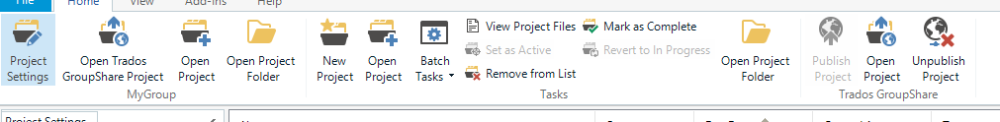 File Home View Add-Ins Help
Project Settings
Open Trados GroupShare Project
Open Project
Open Project Folder
MyGroup
New Project
Open Project
Batch Tasks
View Project Files
Set as Active
Remove from List
Mark as Complete
Revert to In Progress
Open Project Folder
Tasks
Publish Project
Open Project
Unpublish Project
Trados GroupShare
Project Settings